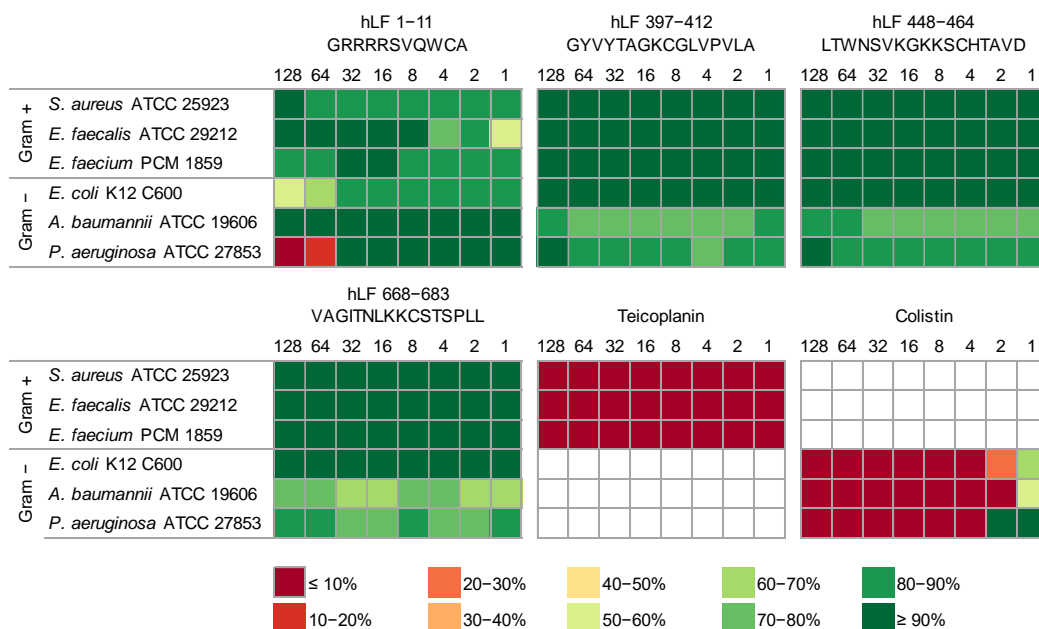 hLF 1−11 hLF 397−412 hLF 448−464
GRRRRSVQWCA GYVYTAGKCGLVPVLA LTWNSVKGKKSCHTAVD
128 64 32 16 8 4 2 1 128 64 32 16 8 4 2 1 128 64 32 16 8 4 2 1
Gram +
S. aureus ATCC 25923
E. faecalis ATCC 29212
E. faecium PCM 1859
Gram −
E. coli K12 C600
A. baumannii ATCC 19606
P. aeruginosa ATCC 27853
hLF 668−683
VAGITNLKKCSTSPLL Teicoplanin Colistin
128 64 32 16 8 4 2 1 128 64 32 16 8 4 2 1 128 64 32 16 8 4 2 1
Gram +
S. aureus ATCC 25923
E. faecalis ATCC 29212
E. faecium PCM 1859
Gram −
E. coli K12 C600
A. baumannii ATCC 19606
P. aeruginosa ATCC 27853
≤ 10% 20−30% 40−50% 60−70% 80−90%
10−20% 30−40% 50−60% 70−80% ≥ 90%